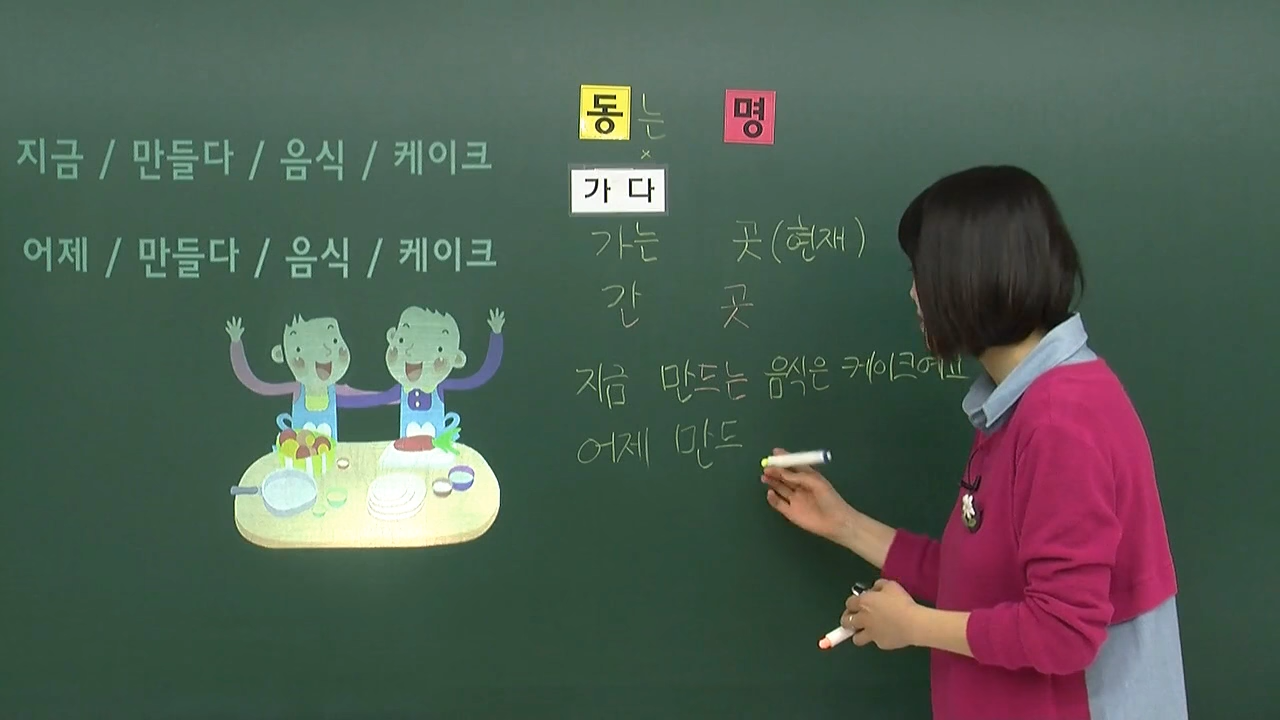 지금 / 만들다 / 음식 / 케이크
어제 / 만들다 / 음식 / 케이크
동 는 명
×
가 다
가는 곳(현재)
간 곳
지금 만드는 음식은 케이크예요
어제 만드